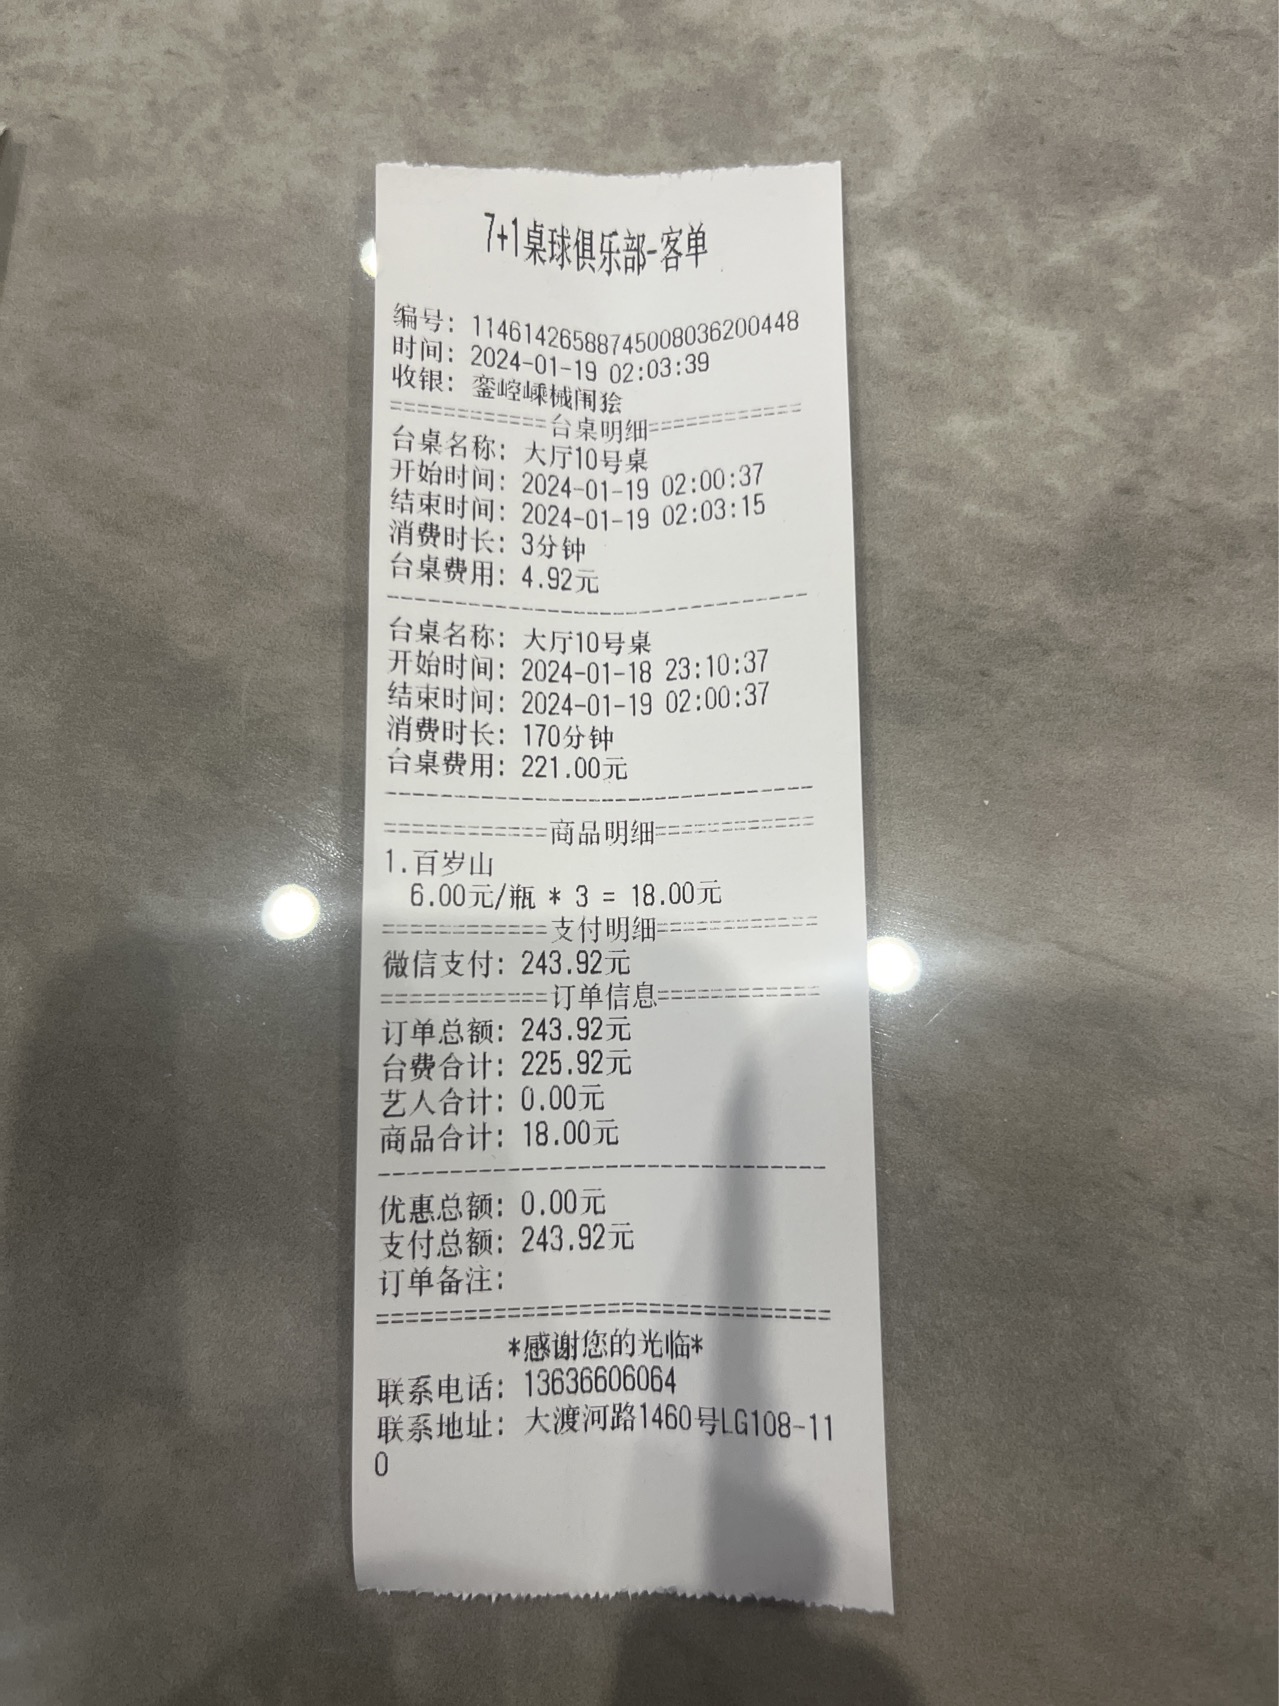 7+1桌球俱乐部-客单
编号: 11461426588745008036200448
时间: 2024-01-19 02:03:39
收银: 銮崆嵊械闱狯
============台桌明细============
台桌名称: 大厅10号桌
开始时间: 2024-01-19 02:00:37
结束时间: 2024-01-19 02:03:15
消费时长: 3分钟
台桌费用: 4.92元
--------------------------------
台桌名称: 大厅10号桌
开始时间: 2024-01-18 23:10:37
结束时间: 2024-01-19 02:00:37
消费时长: 170分钟
台桌费用: 221.00元
--------------------------------
============商品明细============
1.百岁山
6.00元/瓶 * 3 = 18.00元
============支付明细============
微信支付: 243.92元
============订单信息============
订单总额: 243.92元
台费合计: 225.92元
艺人合计: 0.00元
商品合计: 18.00元
--------------------------------
优惠总额: 0.00元
支付总额: 243.92元
订单备注:
================================
*感谢您的光临*
联系电话: 13636606064
联系地址: 大渡河路1460号LG108-11
0